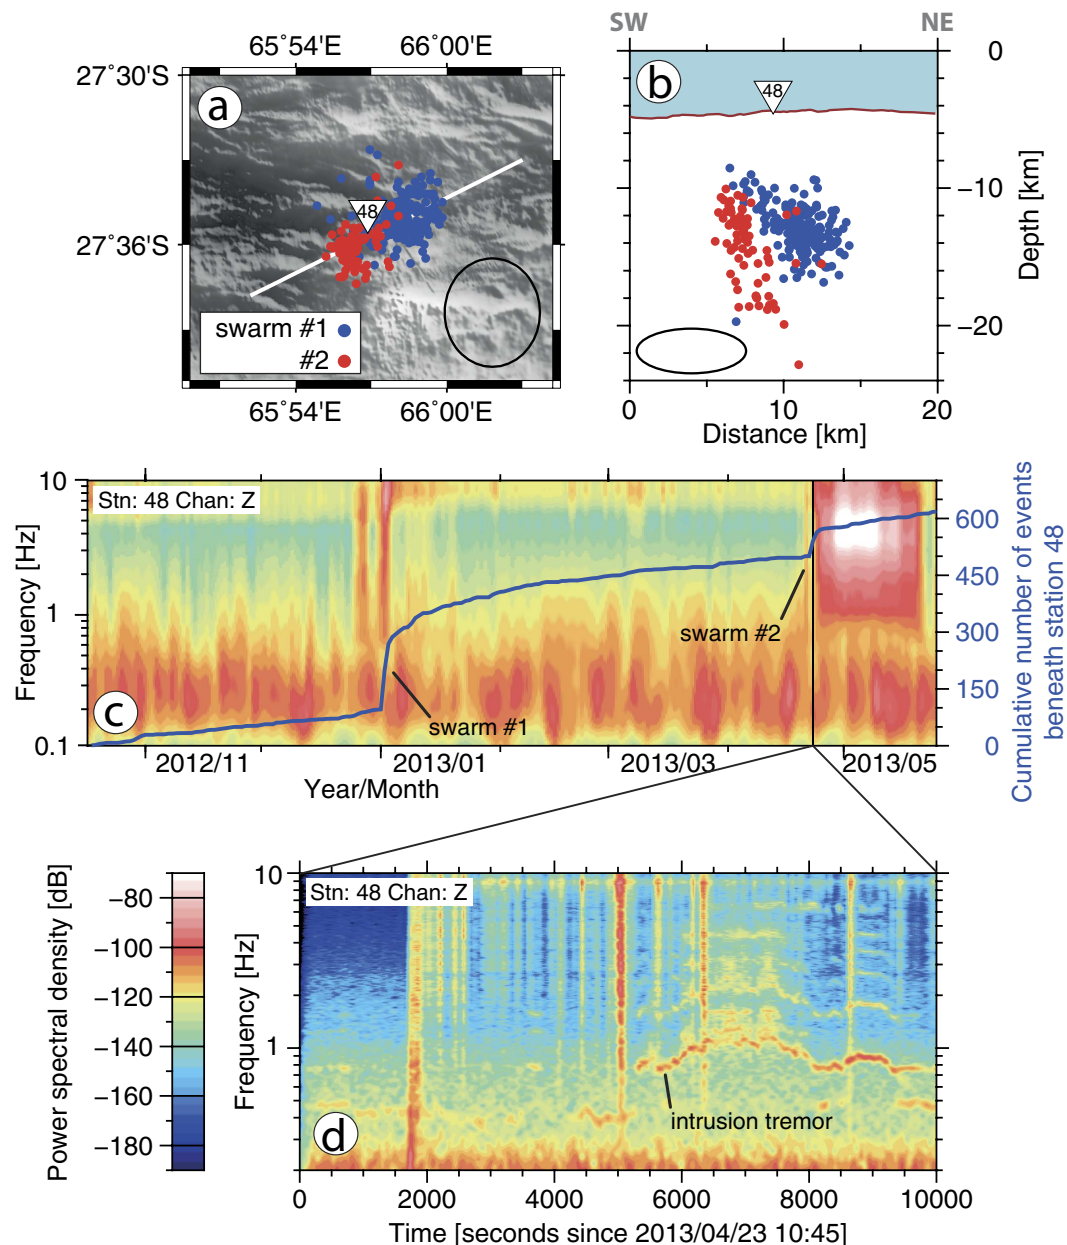 SW NE
65˚54'E 66˚00'E
27˚30'S
27˚36'S
a
48
swarm #1
#2
65˚54'E 66˚00'E
b
48
0
−10
−20
Depth [km]
0 10 20
Distance [km]
Stn: 48 Chan: Z
10
1
0.1
Frequency [Hz]
c
swarm #1
swarm #2
600
450
300
150
0
Cumulative number of events
beneath station 48
2012/11 2013/01 2013/03 2013/05
Year/Month
Power spectral density [dB]
−80
−100
−120
−140
−160
−180
Stn: 48 Chan: Z
10
1
Frequency [Hz]
intrusion tremor
d
0 2000 4000 6000 8000 10000
Time [seconds since 2013/04/23 10:45]